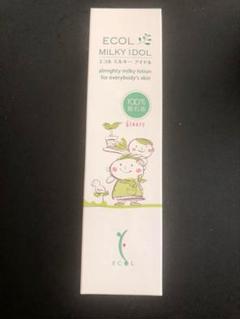 ECOL
MILKY IDOL
エコル ミルキー アイドル
almighty milky lotion
for everybody's skin
100%
ECOL